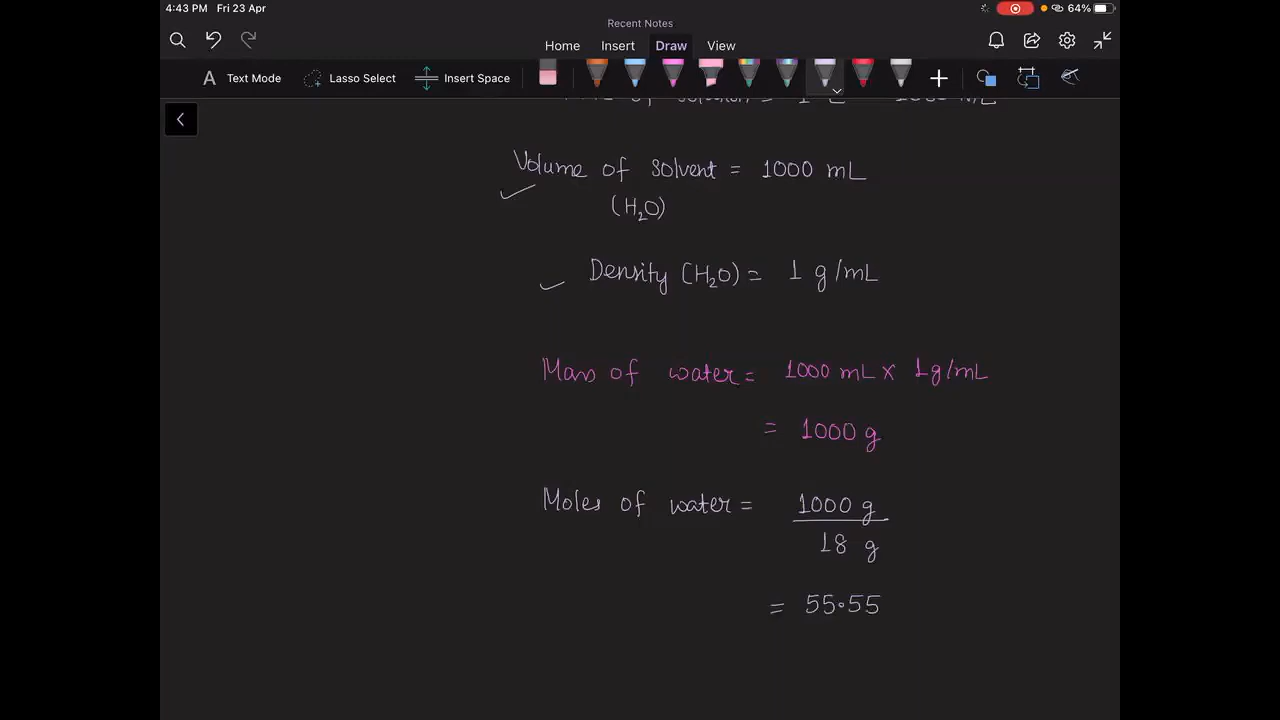 4:43 PM Fri 23 Apr
64%
Recent Notes
Home Insert Draw View
A Text Mode Lasso Select Insert Space
Volume of solvent = 1000 mL
(H₂O)
Density (H₂O) = 1 g/mL
Mass of water = 1000 mL × 1g/mL
= 1000 g
Moles of water = 1000 g
18 g
= 55.55